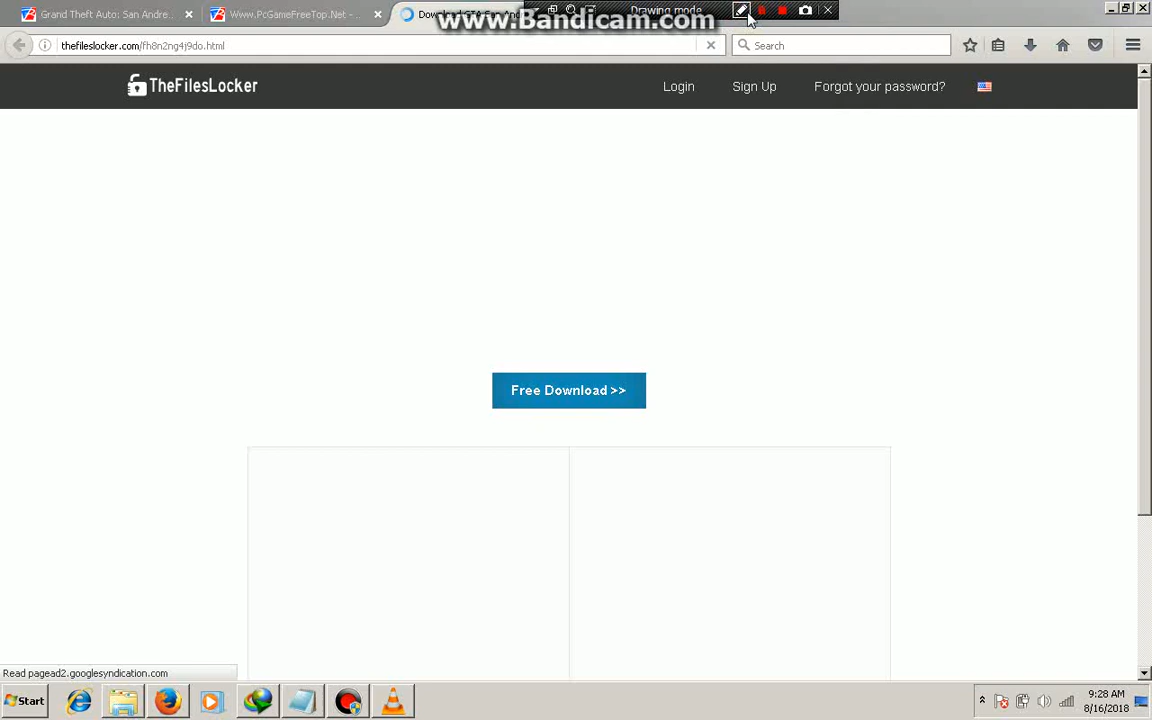 Grand Theft Auto: San Andre...
Www.PcGameFreeTop.Net - ...
Drawing mode
www.Bandicam.com
thefileslocker.com/fh8n2ng4j9do.html
Search
TheFilesLocker
Login
Sign Up
Forgot your password?
Free Download >>
Read pagead2.googlesyndication.com
Start
9:28 AM
8/16/2018